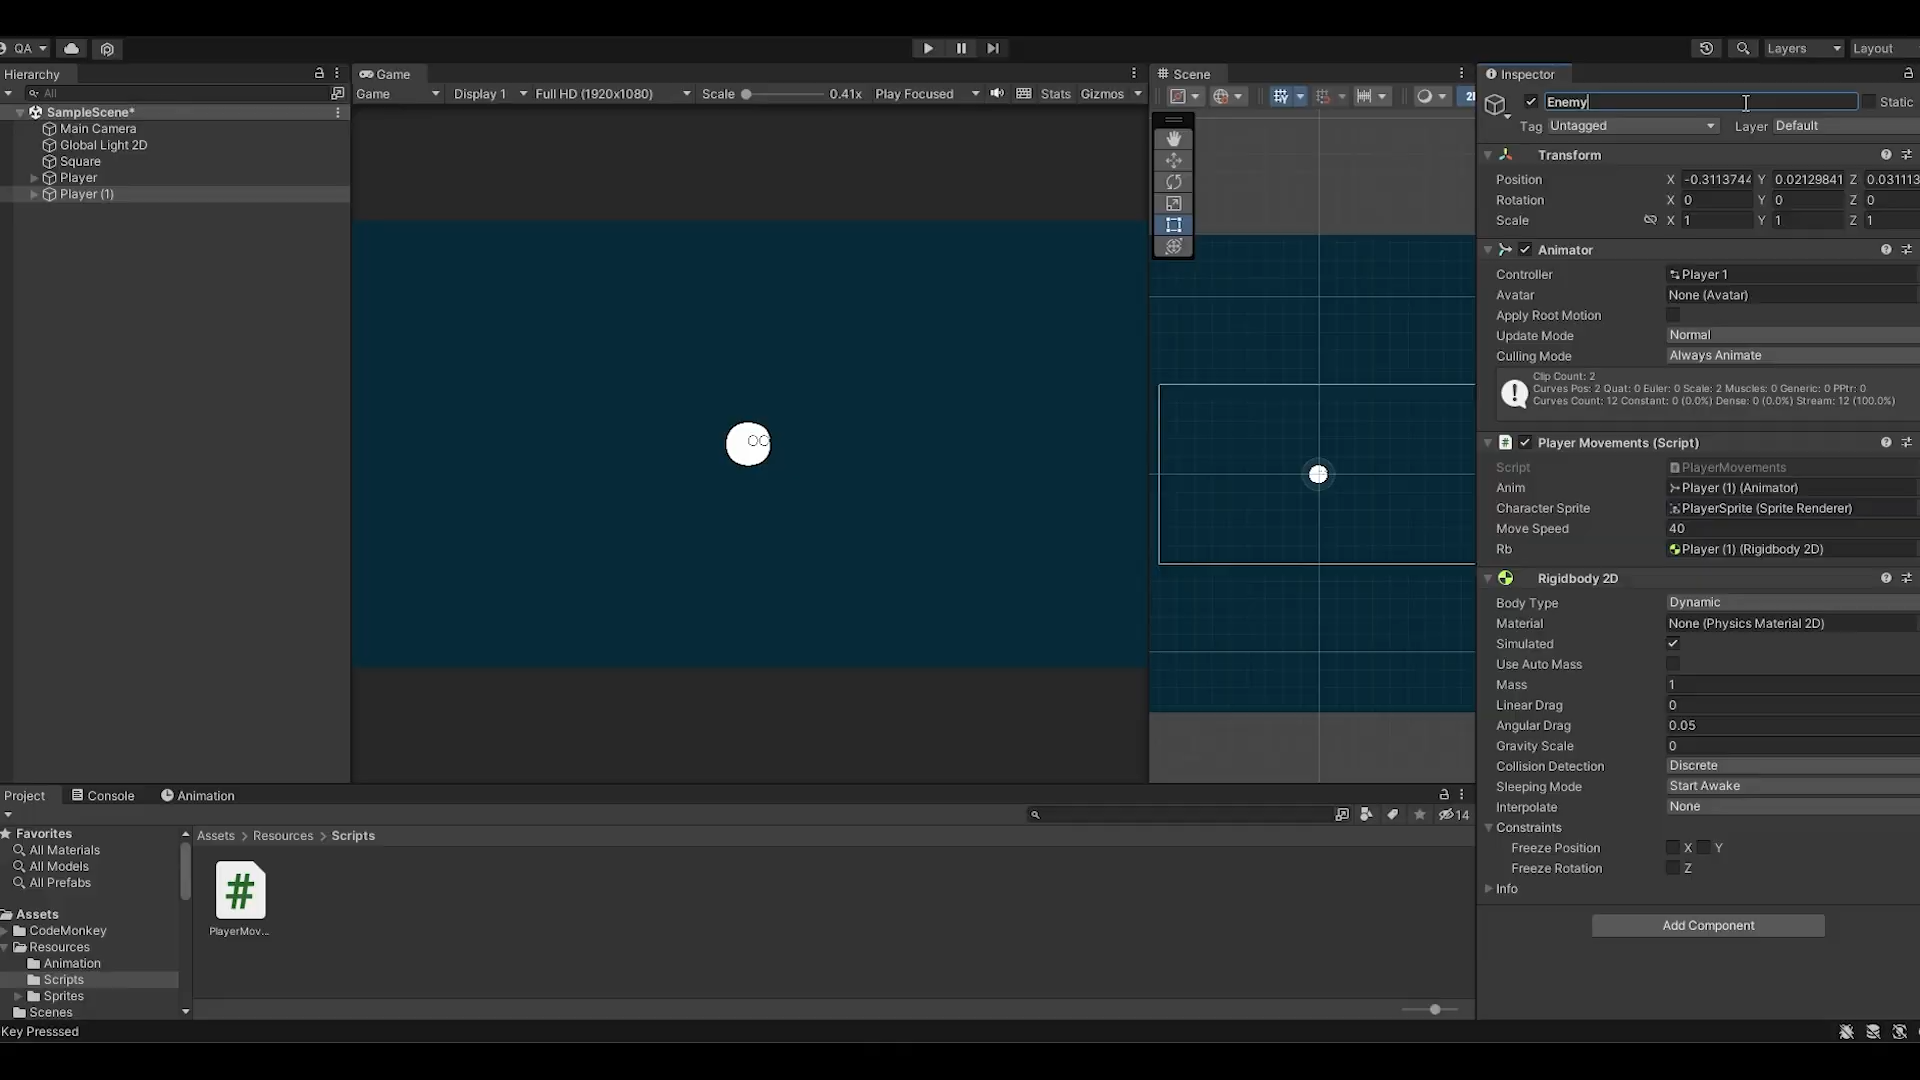 QA
Layers
Layout
Hierarchy
All
SampleScene*
Main Camera
Global Light 2D
Square
Player
Player (1)
Game
Game
Display 1
Full HD (1920x1080)
Scale
0.41x
Play Focused
Stats
Gizmos
Scene
Inspector
Enemy
Static
Tag
Untagged
Layer
Default
Transform
Position X -0.3113744 Y 0.02129841 Z 0.031113
Rotation X 0 Y 0 Z 0
Scale X 1 Y 1 Z 1
Animator
Controller Player 1
Avatar None (Avatar)
Apply Root Motion
Update Mode Normal
Culling Mode Always Animate
Clip Count: 2
Curves Pos: 2 Quat: 0 Euler: 0 Scale: 2 Muscles: 0 Generic: 0 PPtr: 0
Curves Count: 12 Constant: 0 (0.0%) Dense: 0 (0.0%) Stream: 12 (100.0%)
# Player Movements (Script)
Script PlayerMovements
Anim Player (1) (Animator)
Character Sprite PlayerSprite (Sprite Renderer)
Move Speed 40
Rb Player (1) (Rigidbody 2D)
Rigidbody 2D
Body Type Dynamic
Material None (Physics Material 2D)
Simulated
Use Auto Mass
Mass 1
Linear Drag 0
Angular Drag 0.05
Gravity Scale 0
Collision Detection Discrete
Sleeping Mode Start Awake
Interpolate None
Constraints
Freeze Position X Y
Freeze Rotation Z
Info
Add Component
Project
Console
Animation
14
Favorites
All Materials
All Models
All Prefabs
Assets
CodeMonkey
Resources
Animation
Scripts
Sprites
Scenes
Assets > Resources > Scripts
#
PlayerMov...
Key Presssed